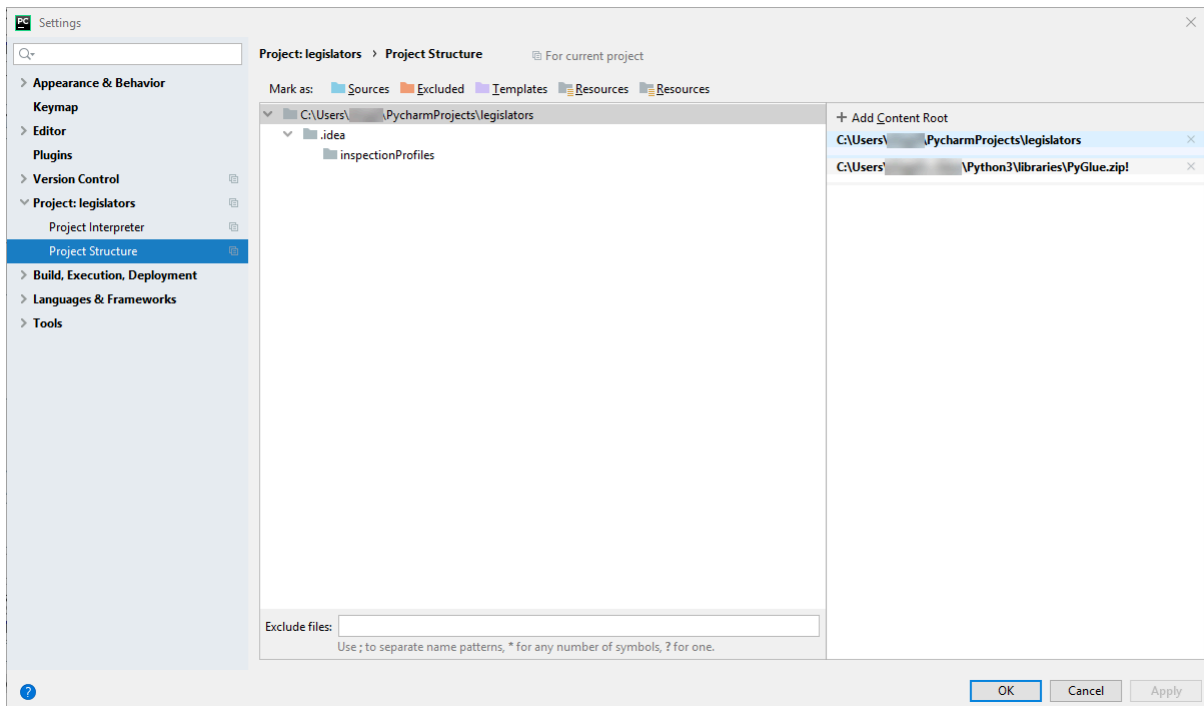 PC Settings
Project: legislators > Project Structure For current project
Appearance & Behavior
Keymap
Editor
Plugins
Version Control
Project: legislators
Project Interpreter
Project Structure
Build, Execution, Deployment
Languages & Frameworks
Tools
Mark as: Sources Excluded Templates Resources Resources
C:\Users\ \PycharmProjects\legislators
.idea
inspectionProfiles
+ Add Content Root
C:\Users\ \PycharmProjects\legislators
C:\Users\ \Python3\libraries\PyGlue.zip!
Exclude files:
Use ; to separate name patterns, * for any number of symbols, ? for one.
? OK Cancel Apply